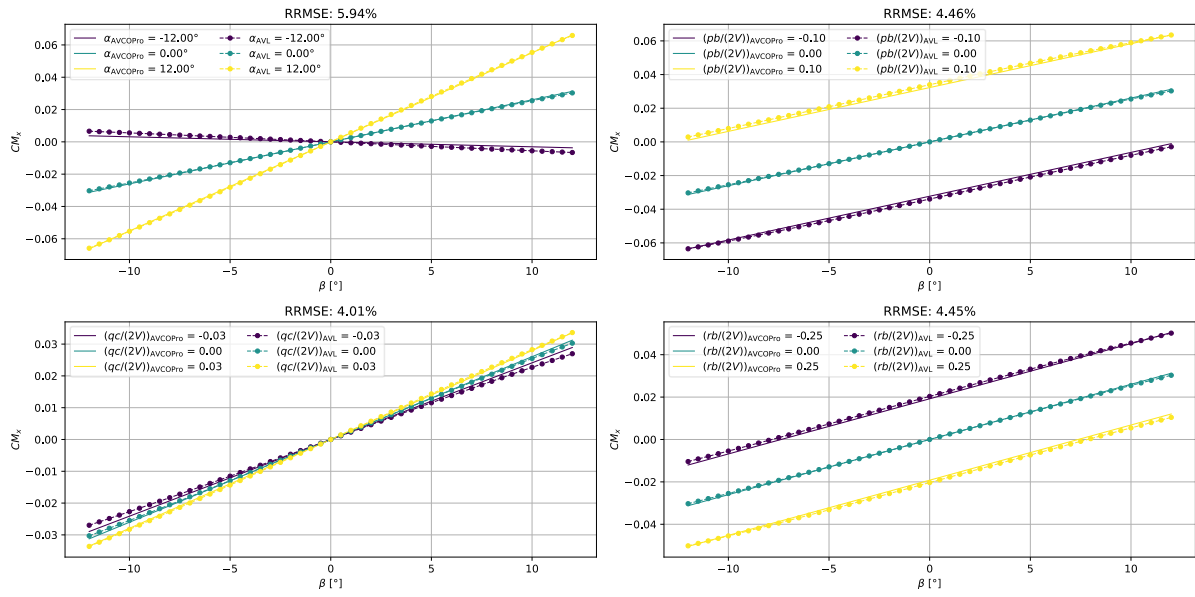 RRMSE: 5.94%
α_AVCOPro = -12.00°
α_AVCOPro = 0.00°
α_AVCOPro = 12.00°
α_AVL = -12.00°
α_AVL = 0.00°
α_AVL = 12.00°
CM_x
0.06
0.04
0.02
0.00
−0.02
−0.04
−0.06
−10
−5
0
5
10
β [°]
RRMSE: 4.46%
(pb/(2V))_AVCOPro = -0.10
(pb/(2V))_AVCOPro = 0.00
(pb/(2V))_AVCOPro = 0.10
(pb/(2V))_AVL = -0.10
(pb/(2V))_AVL = 0.00
(pb/(2V))_AVL = 0.10
CM_x
0.06
0.04
0.02
0.00
−0.02
−0.04
−0.06
−10
−5
0
5
10
β [°]
RRMSE: 4.01%
(qc/(2V))_AVCOPro = -0.03
(qc/(2V))_AVCOPro = 0.00
(qc/(2V))_AVCOPro = 0.03
(qc/(2V))_AVL = -0.03
(qc/(2V))_AVL = 0.00
(qc/(2V))_AVL = 0.03
CM_x
0.03
0.02
0.01
0.00
−0.01
−0.02
−0.03
−10
−5
0
5
10
β [°]
RRMSE: 4.45%
(rb/(2V))_AVCOPro = -0.25
(rb/(2V))_AVCOPro = 0.00
(rb/(2V))_AVCOPro = 0.25
(rb/(2V))_AVL = -0.25
(rb/(2V))_AVL = 0.00
(rb/(2V))_AVL = 0.25
CM_x
0.04
0.02
0.00
−0.02
−0.04
−10
−5
0
5
10
β [°]